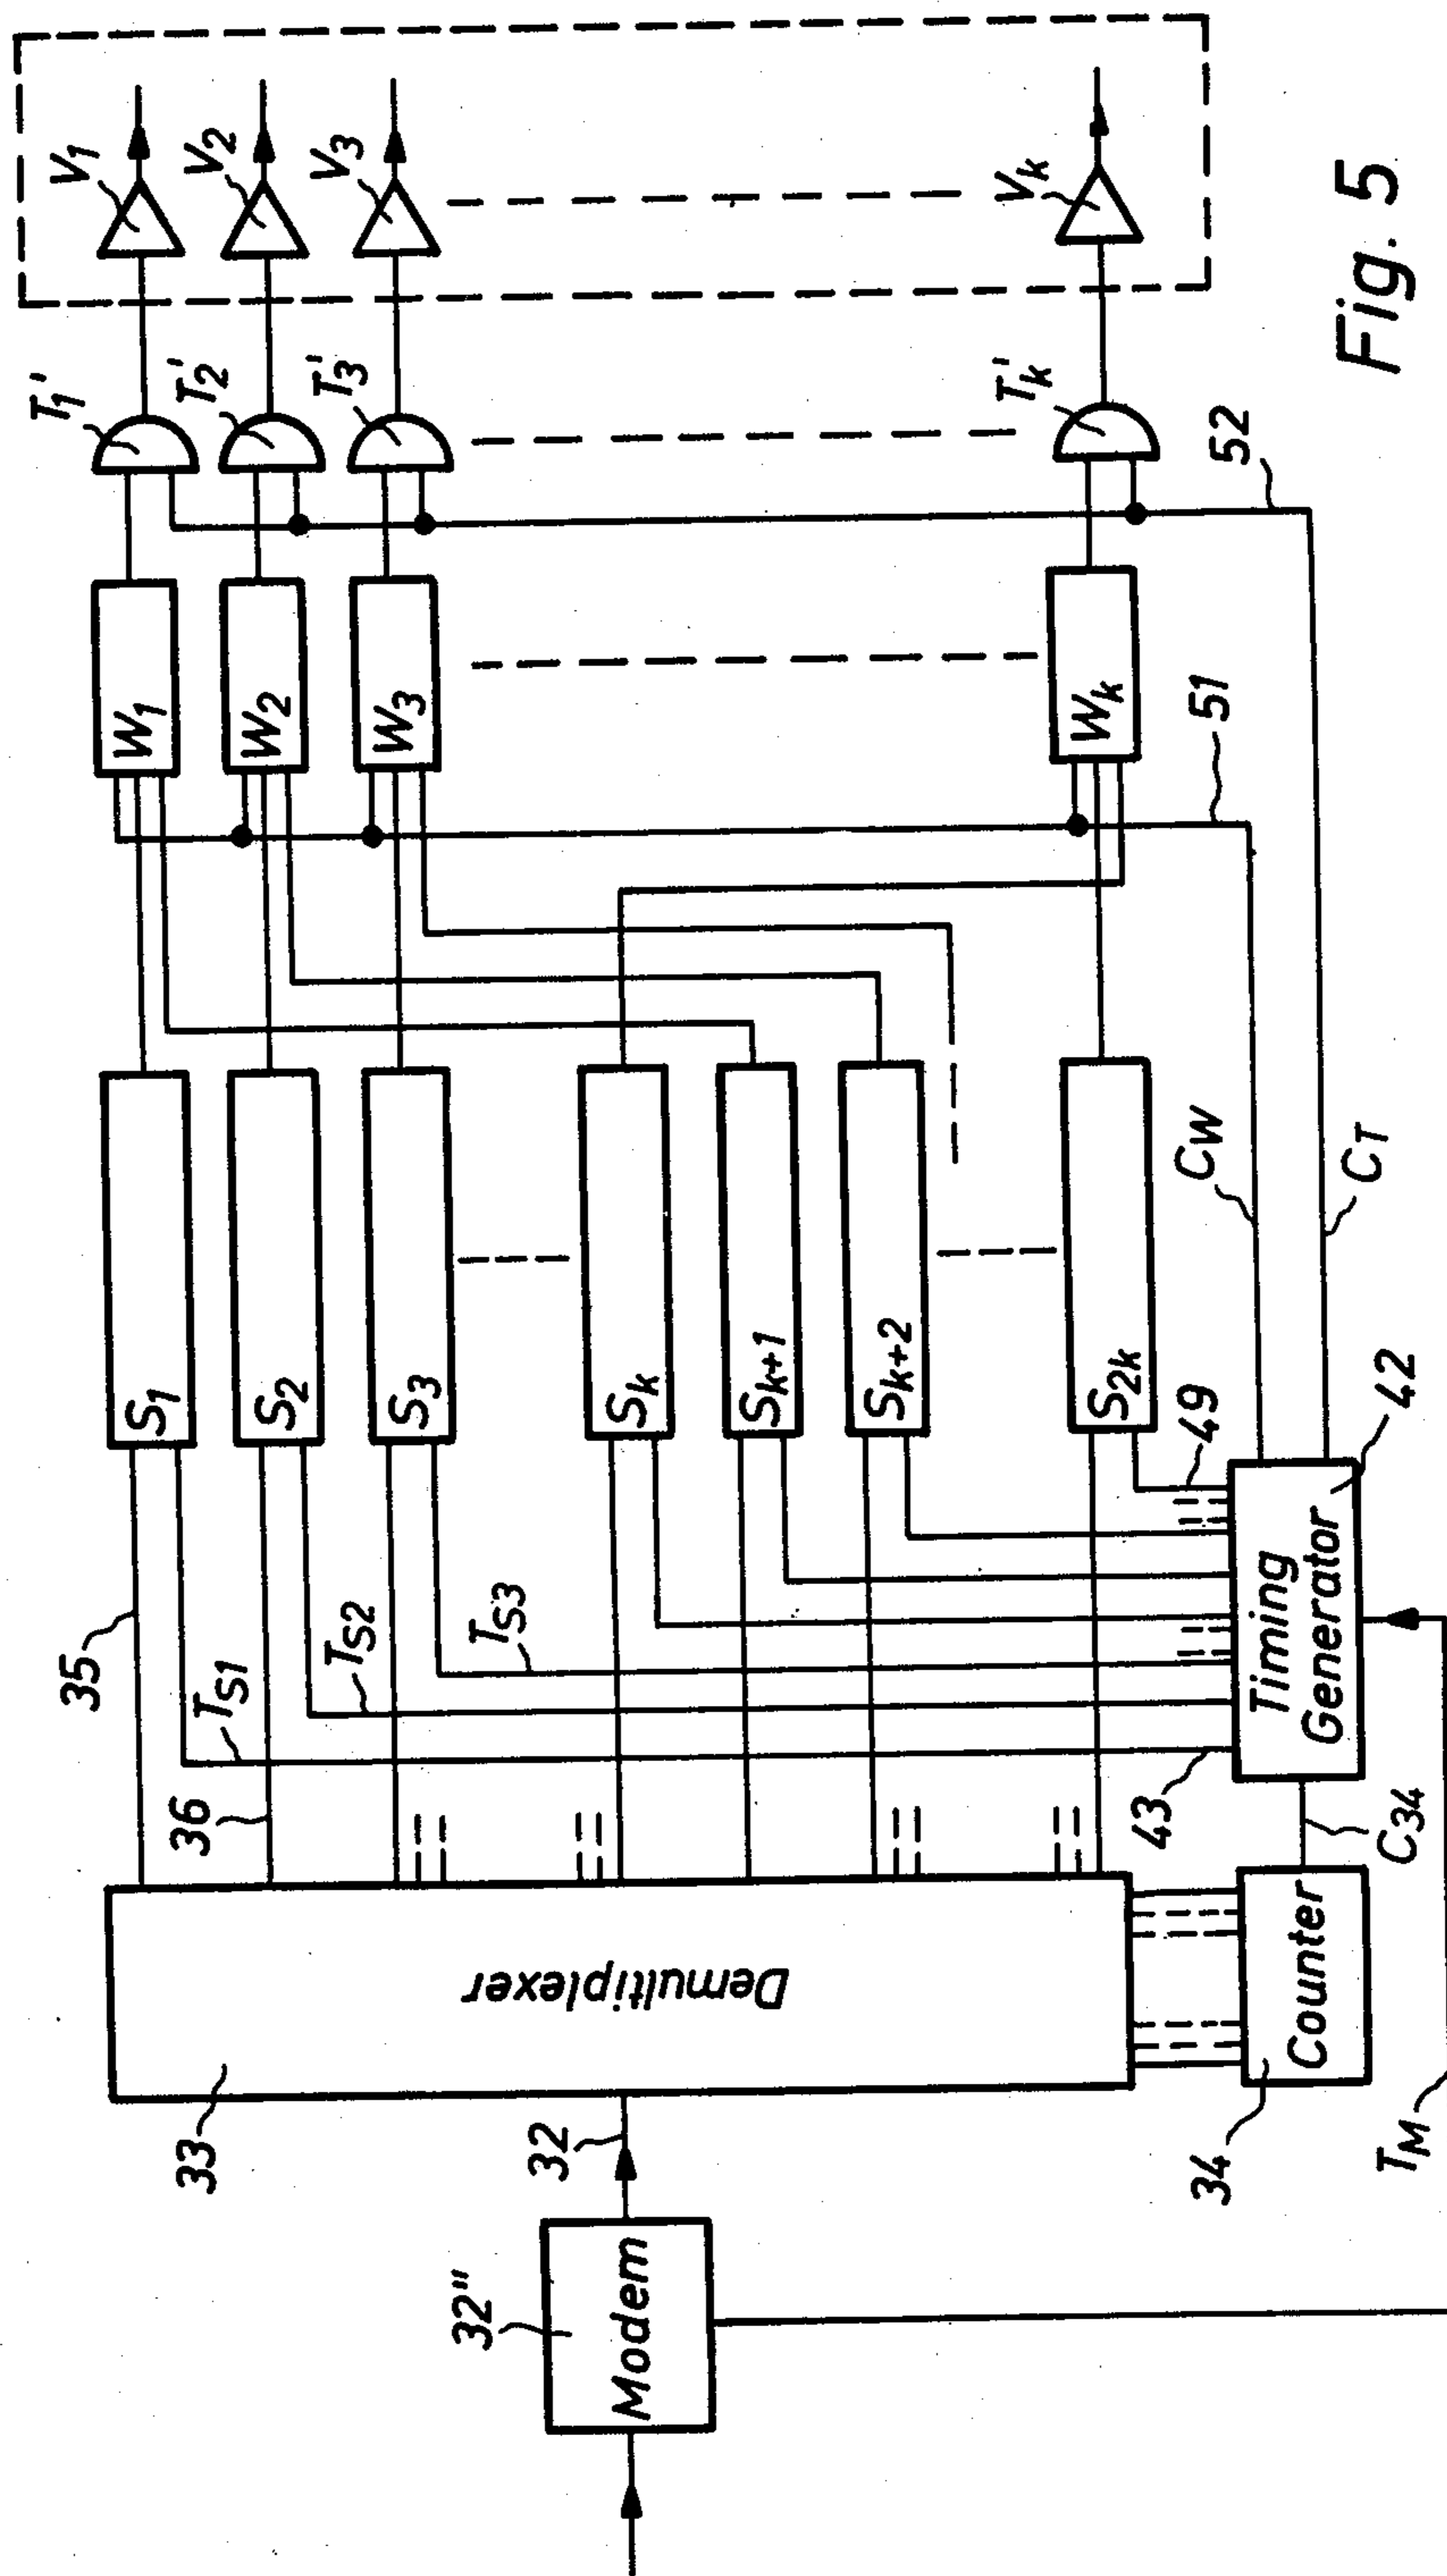 V1
V2
V3
Vk
T1'
T2'
T3'
Tk'
52
W1
W2
W3
Wk
51
CW
CT
S1
S2
S3
Sk
Sk+1
Sk+2
S2k
49
42
35
36
TS1
TS2
TS3
Timing
Generator
43
C34
Demultiplexer
Counter
33
34
32
32"
Modem
TM
Fig. 5